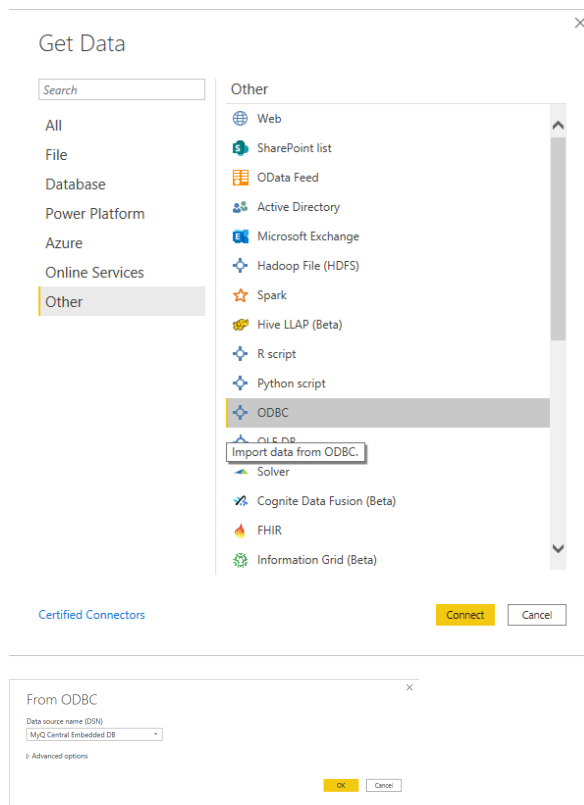 Get Data
Search
All
File
Database
Power Platform
Azure
Online Services
Other
Other
Web
SharePoint list
OData Feed
Active Directory
Microsoft Exchange
Hadoop File (HDFS)
Spark
Hive LLAP (Beta)
R script
Python script
ODBC
Import data from ODBC.
Solver
Cognite Data Fusion (Beta)
FHIR
Information Grid (Beta)
Certified Connectors
Connect
Cancel
From ODBC
Data source name (DSN)
MyQ Central Embedded DB
Advanced options
OK
Cancel